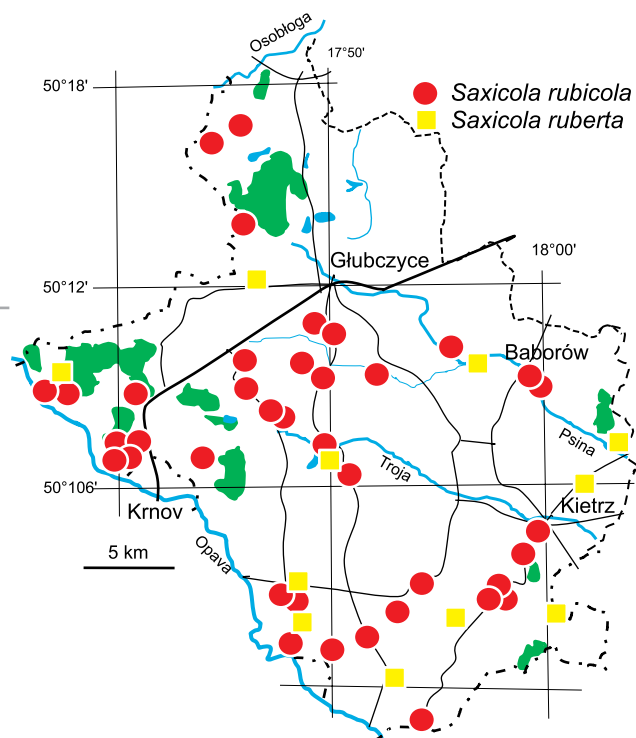 Osobłoga
17°50'
50°18'
Saxicola rubicola
Saxicola ruberta
Głubczyce
18°00'
50°12'
Baborów
Psina
Troja
50°106'
Kietrz
Krnov
5 km
Opava